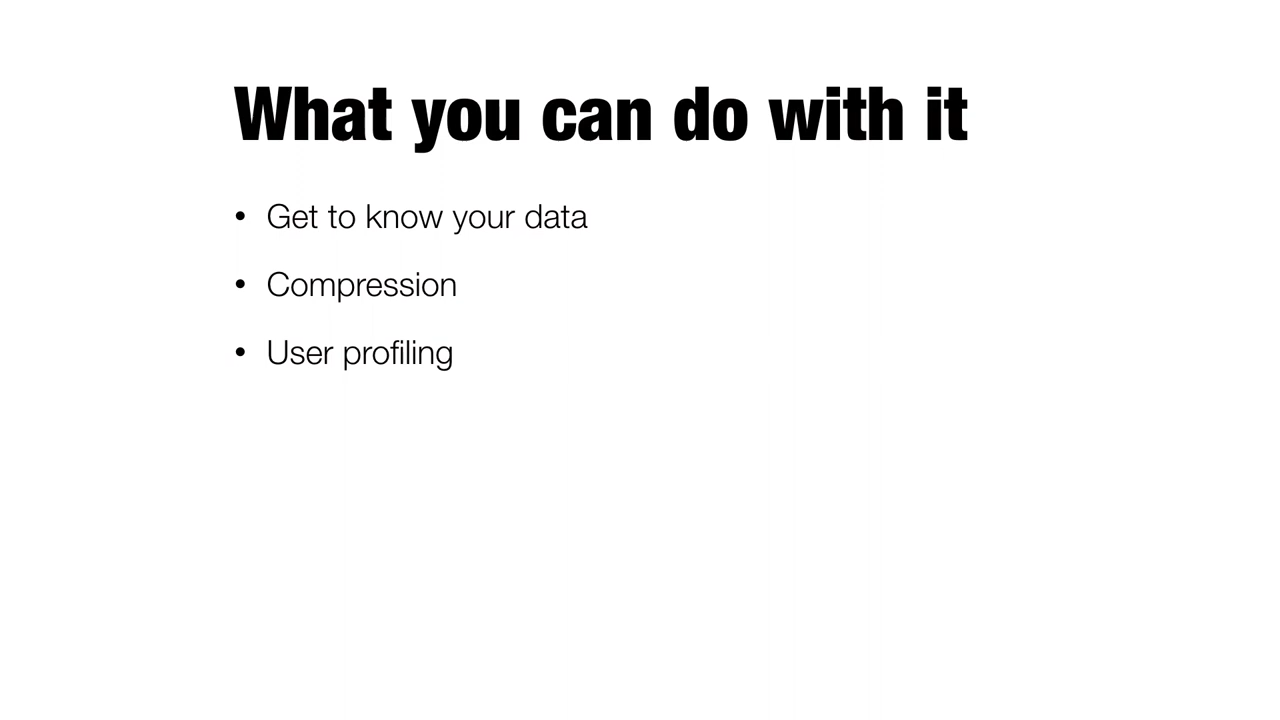 What you can do with it
• Get to know your data
• Compression
• User profiling